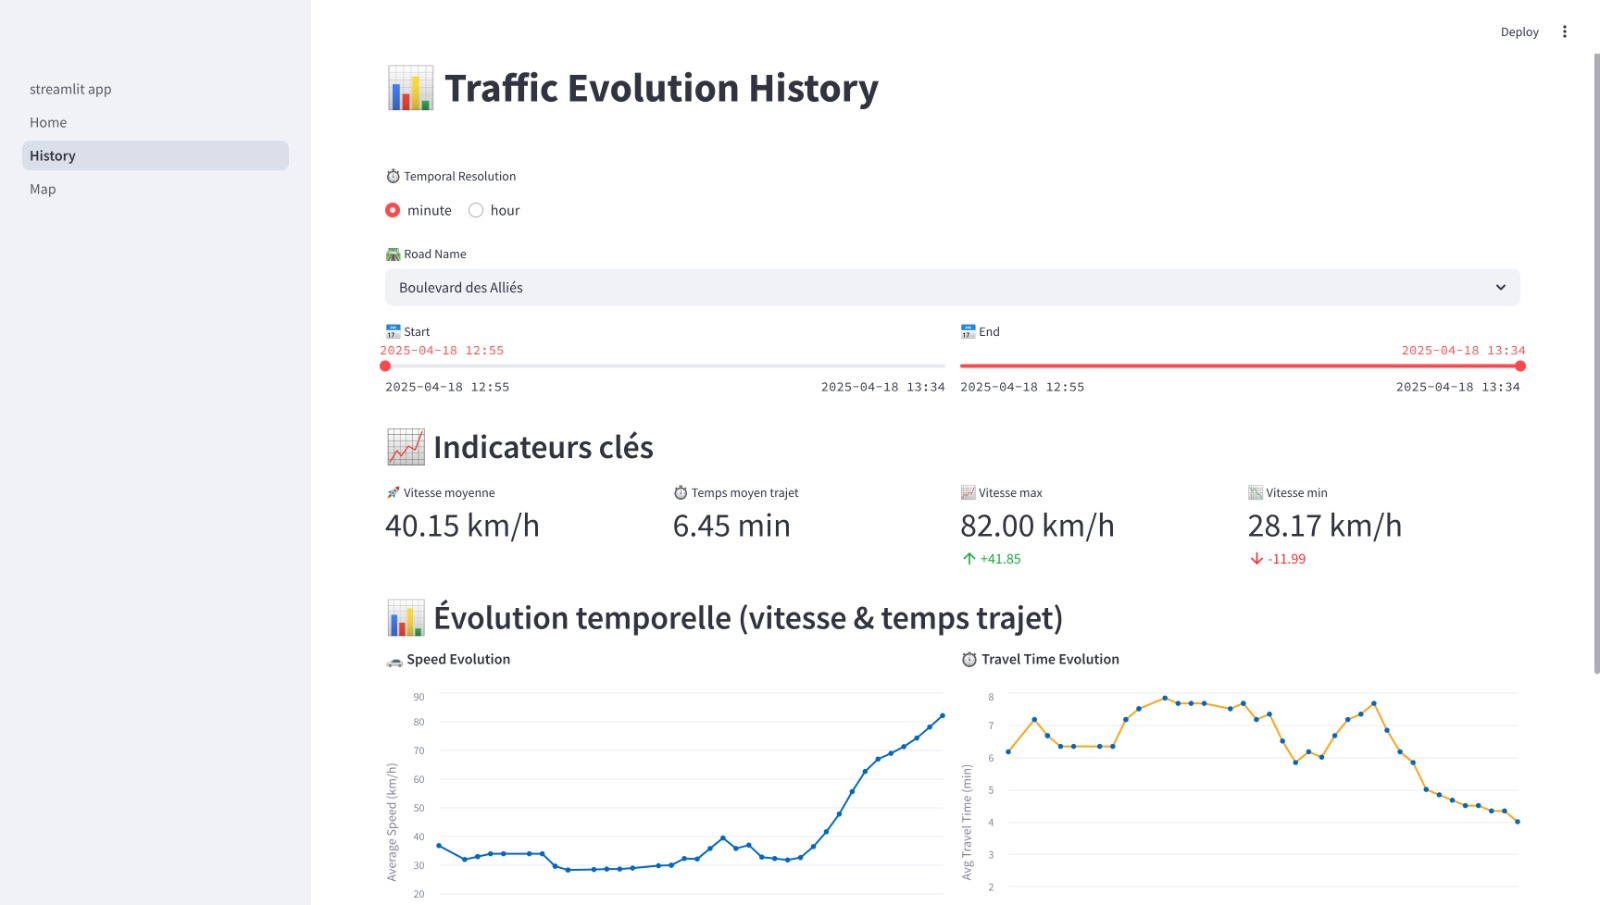 Deploy
streamlit app
Home
History
Map
Traffic Evolution History
Temporal Resolution
minute hour
Road Name
Boulevard des Alliés
Start
2025-04-18 12:55
2025-04-18 12:55 2025-04-18 13:34
End
2025-04-18 13:34
2025-04-18 12:55 2025-04-18 13:34
Indicateurs clés
Vitesse moyenne
40.15 km/h
Temps moyen trajet
6.45 min
Vitesse max
82.00 km/h
+41.85
Vitesse min
28.17 km/h
-11.99
Évolution temporelle (vitesse & temps trajet)
Speed Evolution
Average Speed (km/h)
90
80
70
60
50
40
30
20
Travel Time Evolution
Avg Travel Time (min)
8
7
6
5
4
3
2